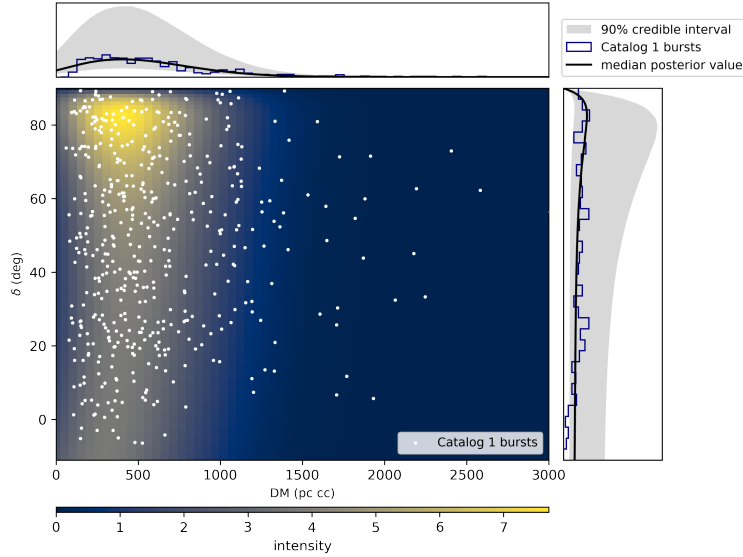 90% credible interval
Catalog 1 bursts
median posterior value
80
60
40
20
0
δ (deg)
Catalog 1 bursts
0 500 1000 1500 2000 2500 3000
DM (pc cc)
0 1 2 3 4 5 6 7
intensity